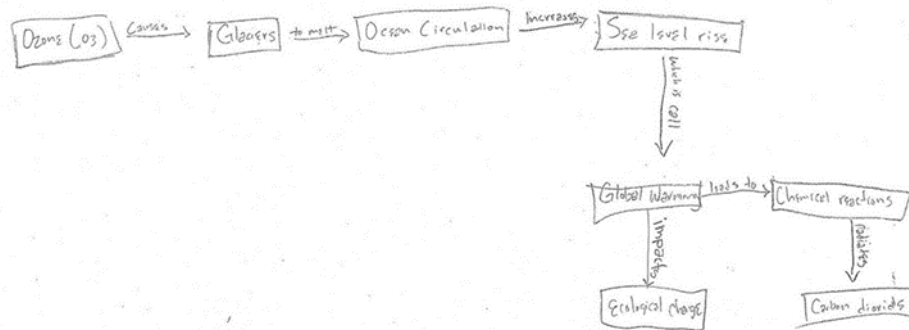 Ozone (O3)
Causes
Glaciers
to melt
Ocean Circulation
Increases
Sea level rise
which is call
Global Warming
leads to
Chemical reactions
impacts
radiates
Ecological change
Carbon dioxide